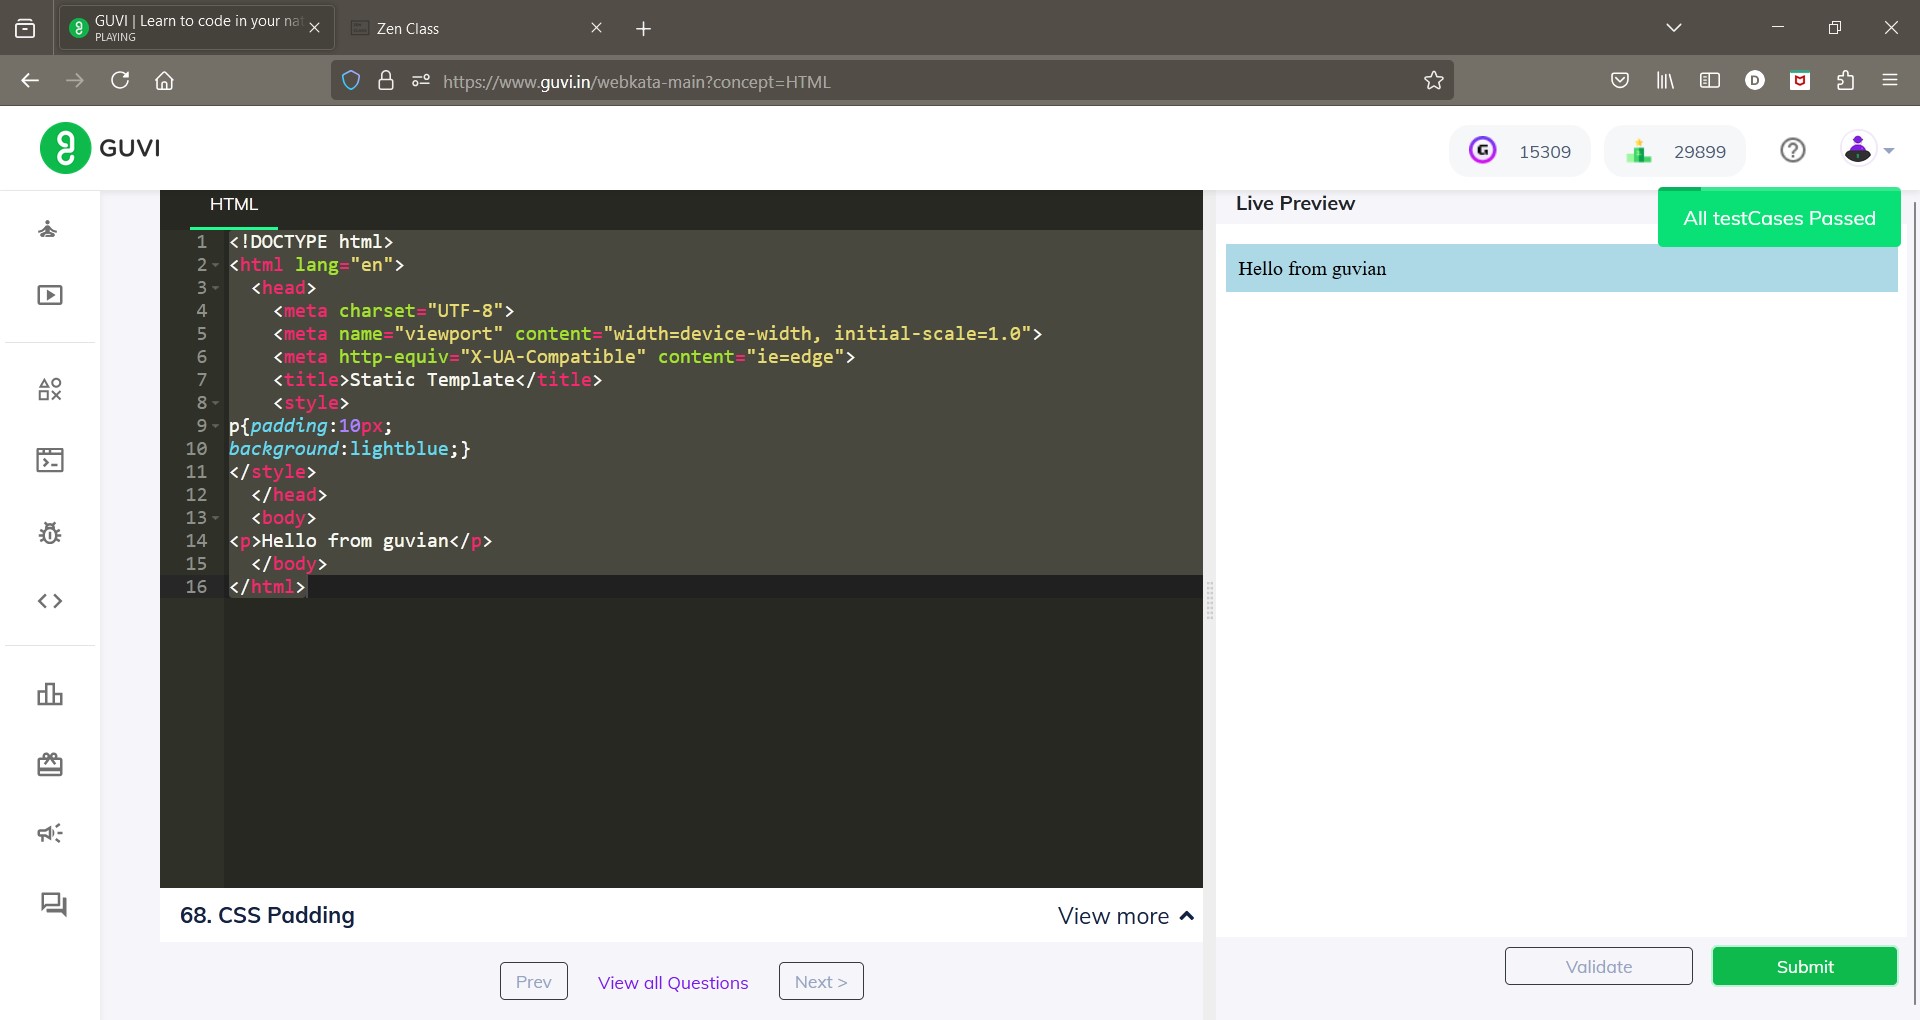 GUVI | Learn to code in your nat
PLAYING
Zen Class
https://www.guvi.in/webkata-main?concept=HTML
D
GUVI
G
15309
29899
HTML
Live Preview
All testCases Passed
1 <!DOCTYPE html>
2 <html lang="en">
3 <head>
4 <meta charset="UTF-8">
5 <meta name="viewport" content="width=device-width, initial-scale=1.0">
6 <meta http-equiv="X-UA-Compatible" content="ie=edge">
7 <title>Static Template</title>
8 <style>
9 p{padding:10px;
10 background:lightblue;}
11 </style>
12 </head>
13 <body>
14 <p>Hello from guvian</p>
15 </body>
16 </html>
Hello from guvian
68. CSS Padding
View more
Prev
View all Questions
Next >
Validate
Submit